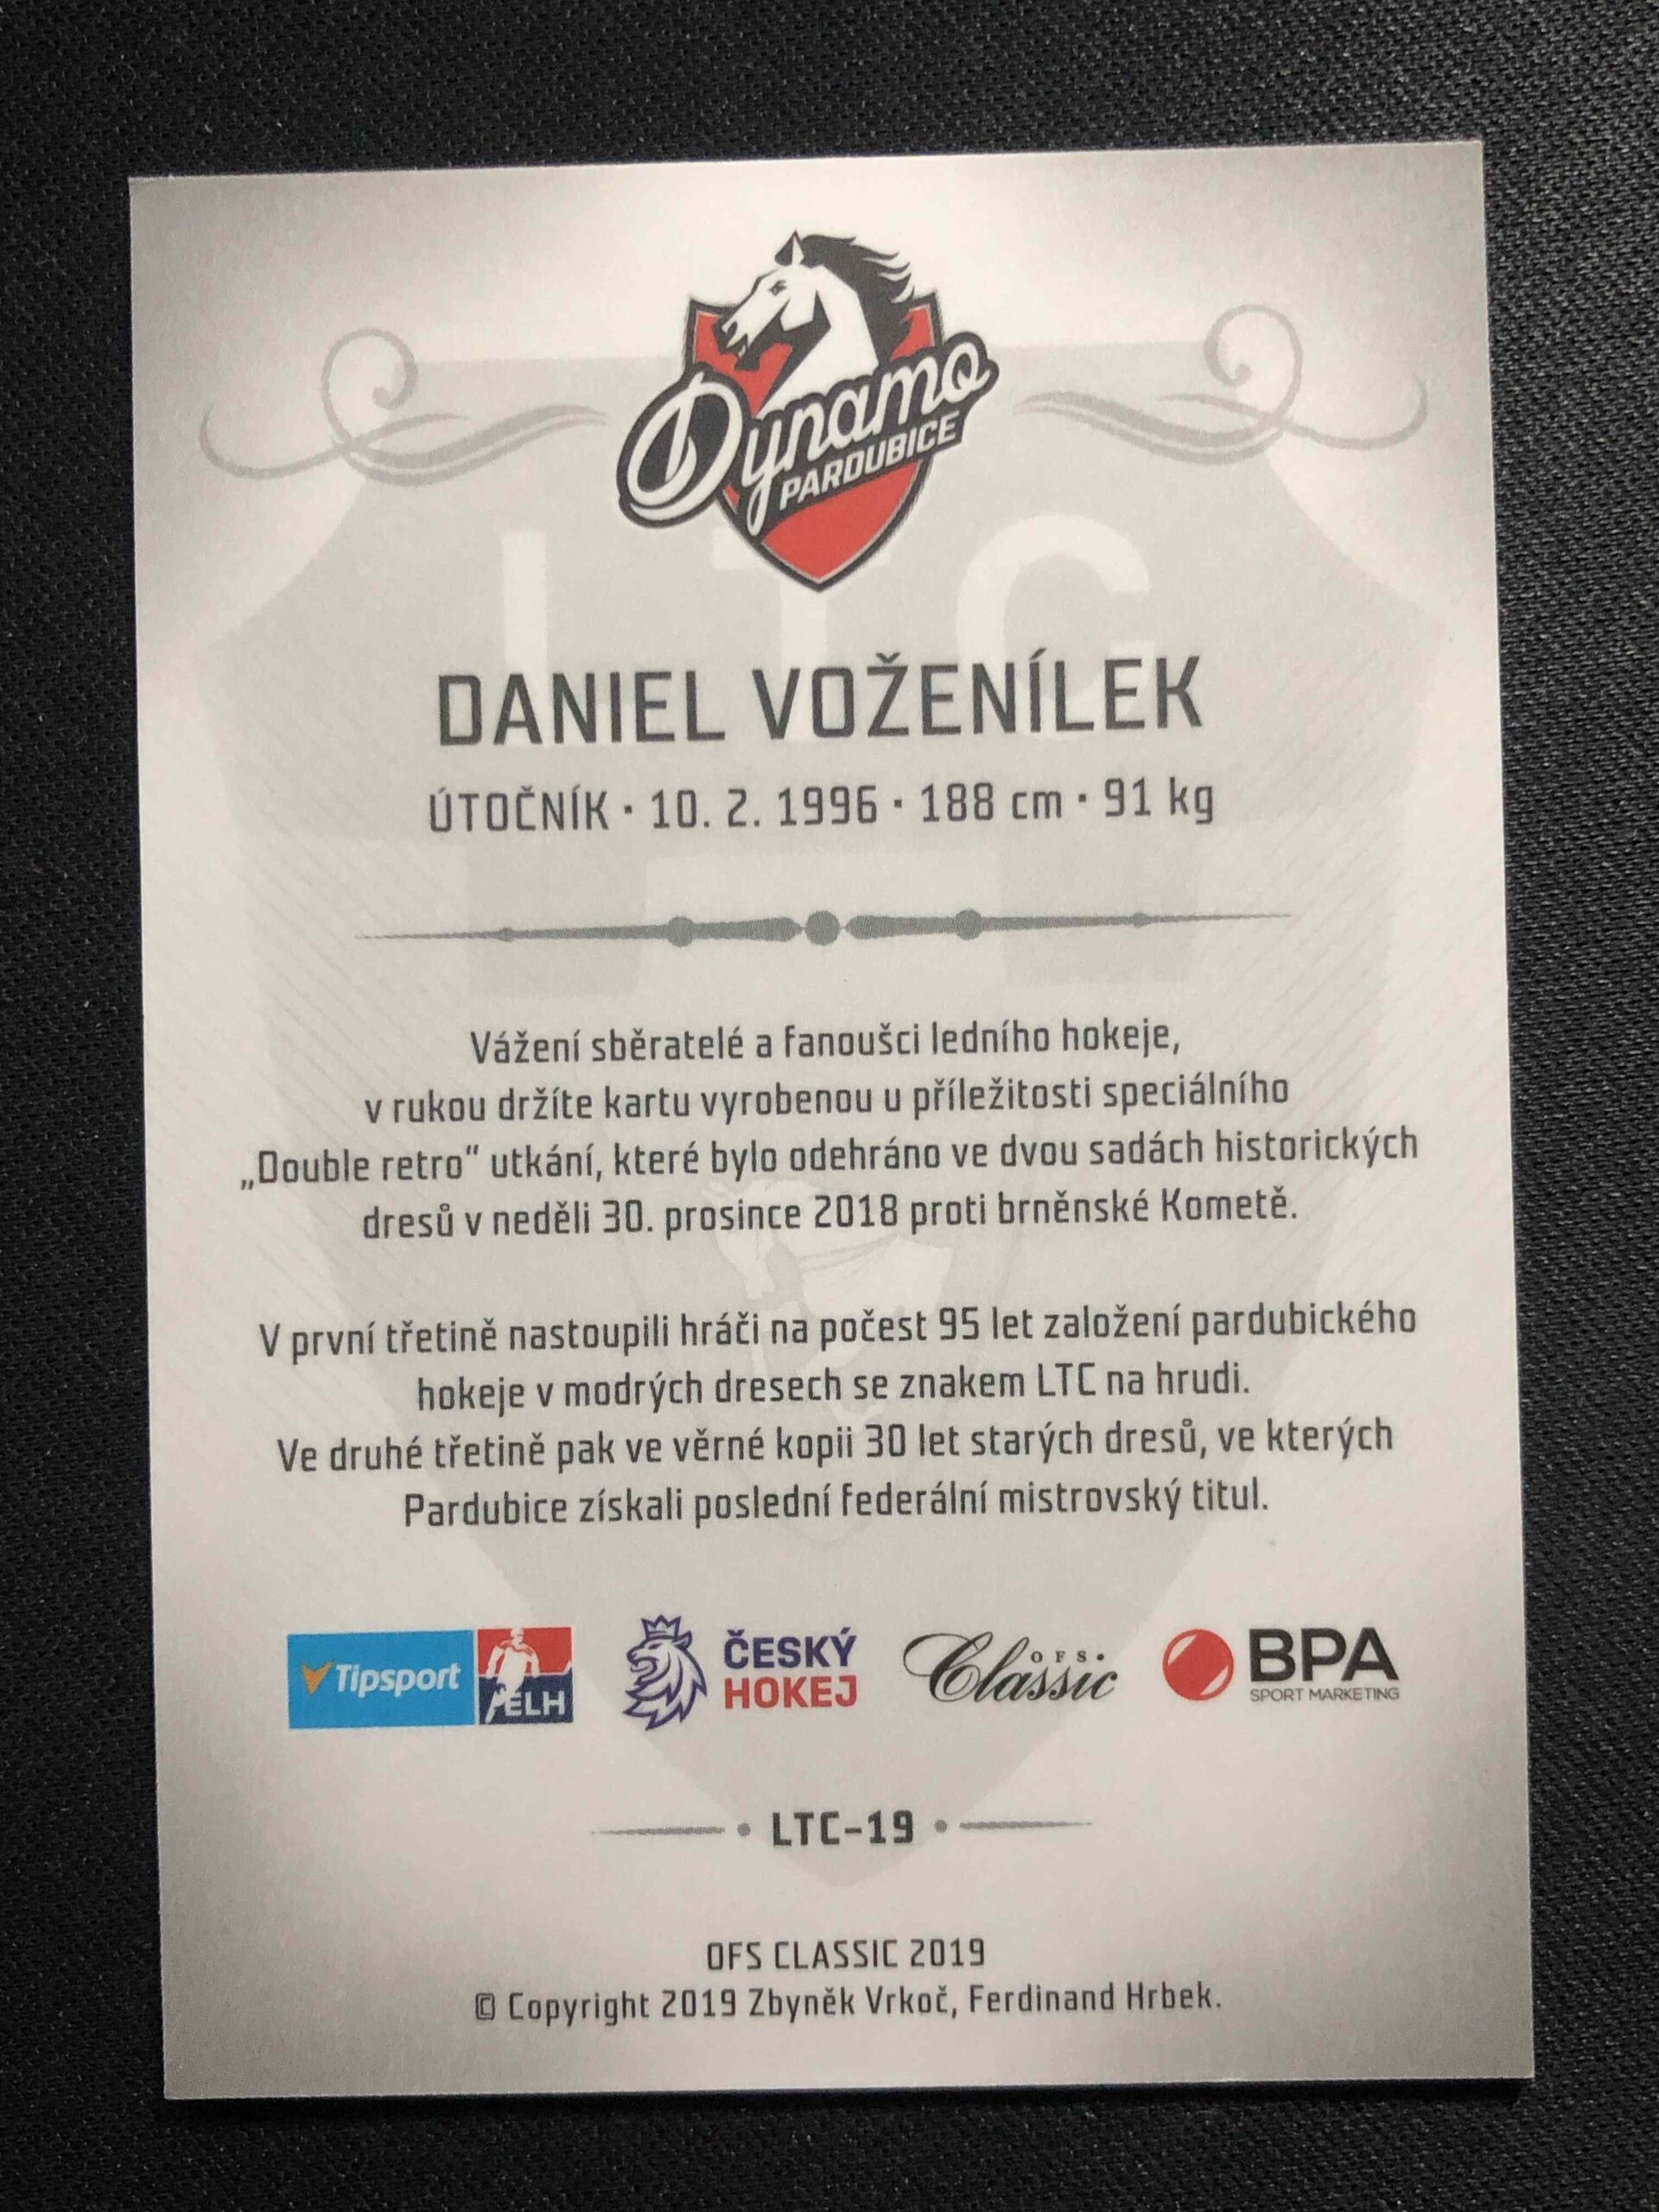 Dynamo
PARDUBICE
LTC
DANIEL VOŽENÍLEK
ÚTOČNÍK · 10. 2. 1996 · 188 cm · 91 kg
Vážení sběratelé a fanoušci ledního hokeje,
v rukou držíte kartu vyrobenou u příležitosti speciálního
„Double retro“ utkání, které bylo odehráno ve dvou sadách historických
dresů v neděli 30. prosince 2018 proti brněnské Kometě.
V první třetině nastoupili hráči na počest 95 let založení pardubického
hokeje v modrých dresech se znakem LTC na hrudi.
Ve druhé třetině pak ve věrné kopii 30 let starých dresů, ve kterých
Pardubice získali poslední federální mistrovský titul.
Tipsport ELH ČESKÝ HOKEJ OFS Classic BPA SPORT MARKETING
LTC-19
OFS CLASSIC 2019
© Copyright 2019 Zbyněk Vrkoč, Ferdinand Hrbek.